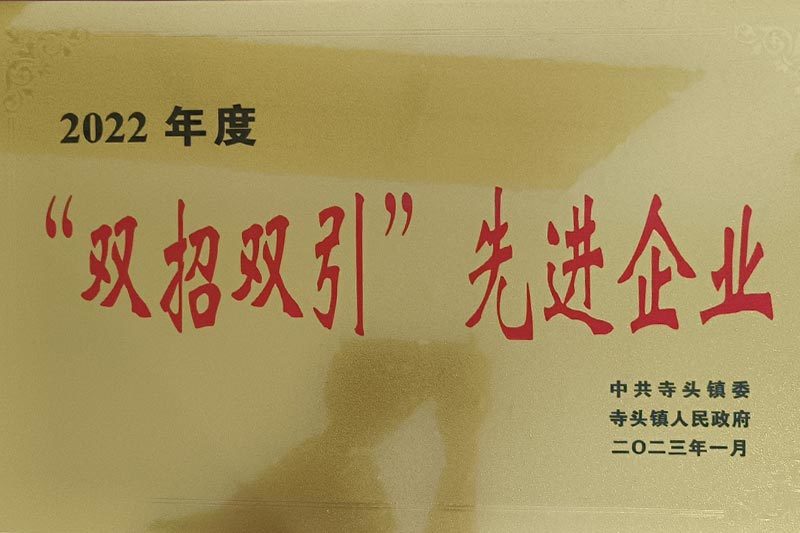 2022 年度
“双招双引” 先进企业
中共寺头镇委
寺头镇人民政府
二〇二三年一月